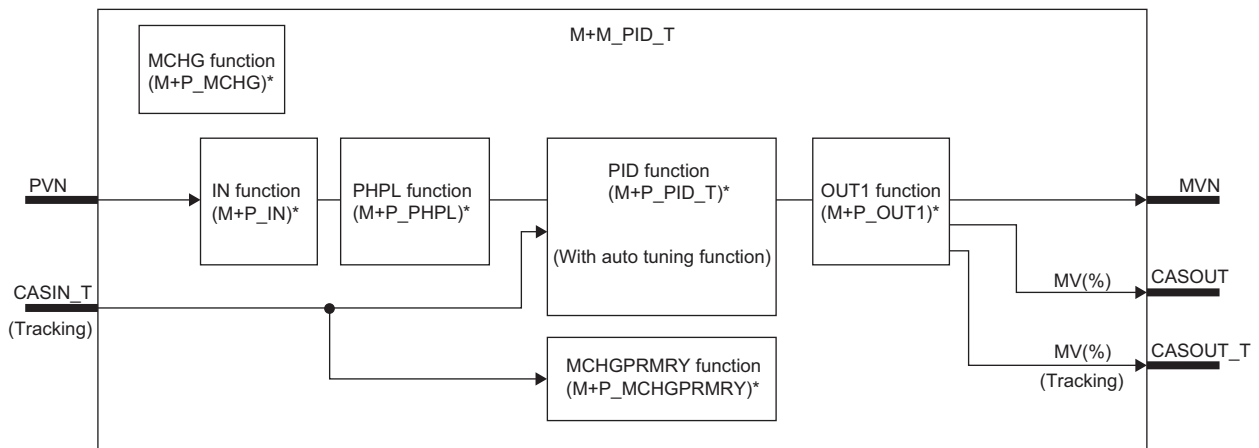 M+M_PID_T
MCHG function
(M+P_MCHG)*
PVN
IN function
(M+P_IN)*
PHPL function
(M+P_PHPL)*
PID function
(M+P_PID_T)*
(With auto tuning function)
OUT1 function
(M+P_OUT1)*
MVN
CASIN_T
(Tracking)
MV(%)
CASOUT
MCHGPRMRY function
(M+P_MCHGPRMRY)*
MV(%)
(Tracking)
CASOUT_T